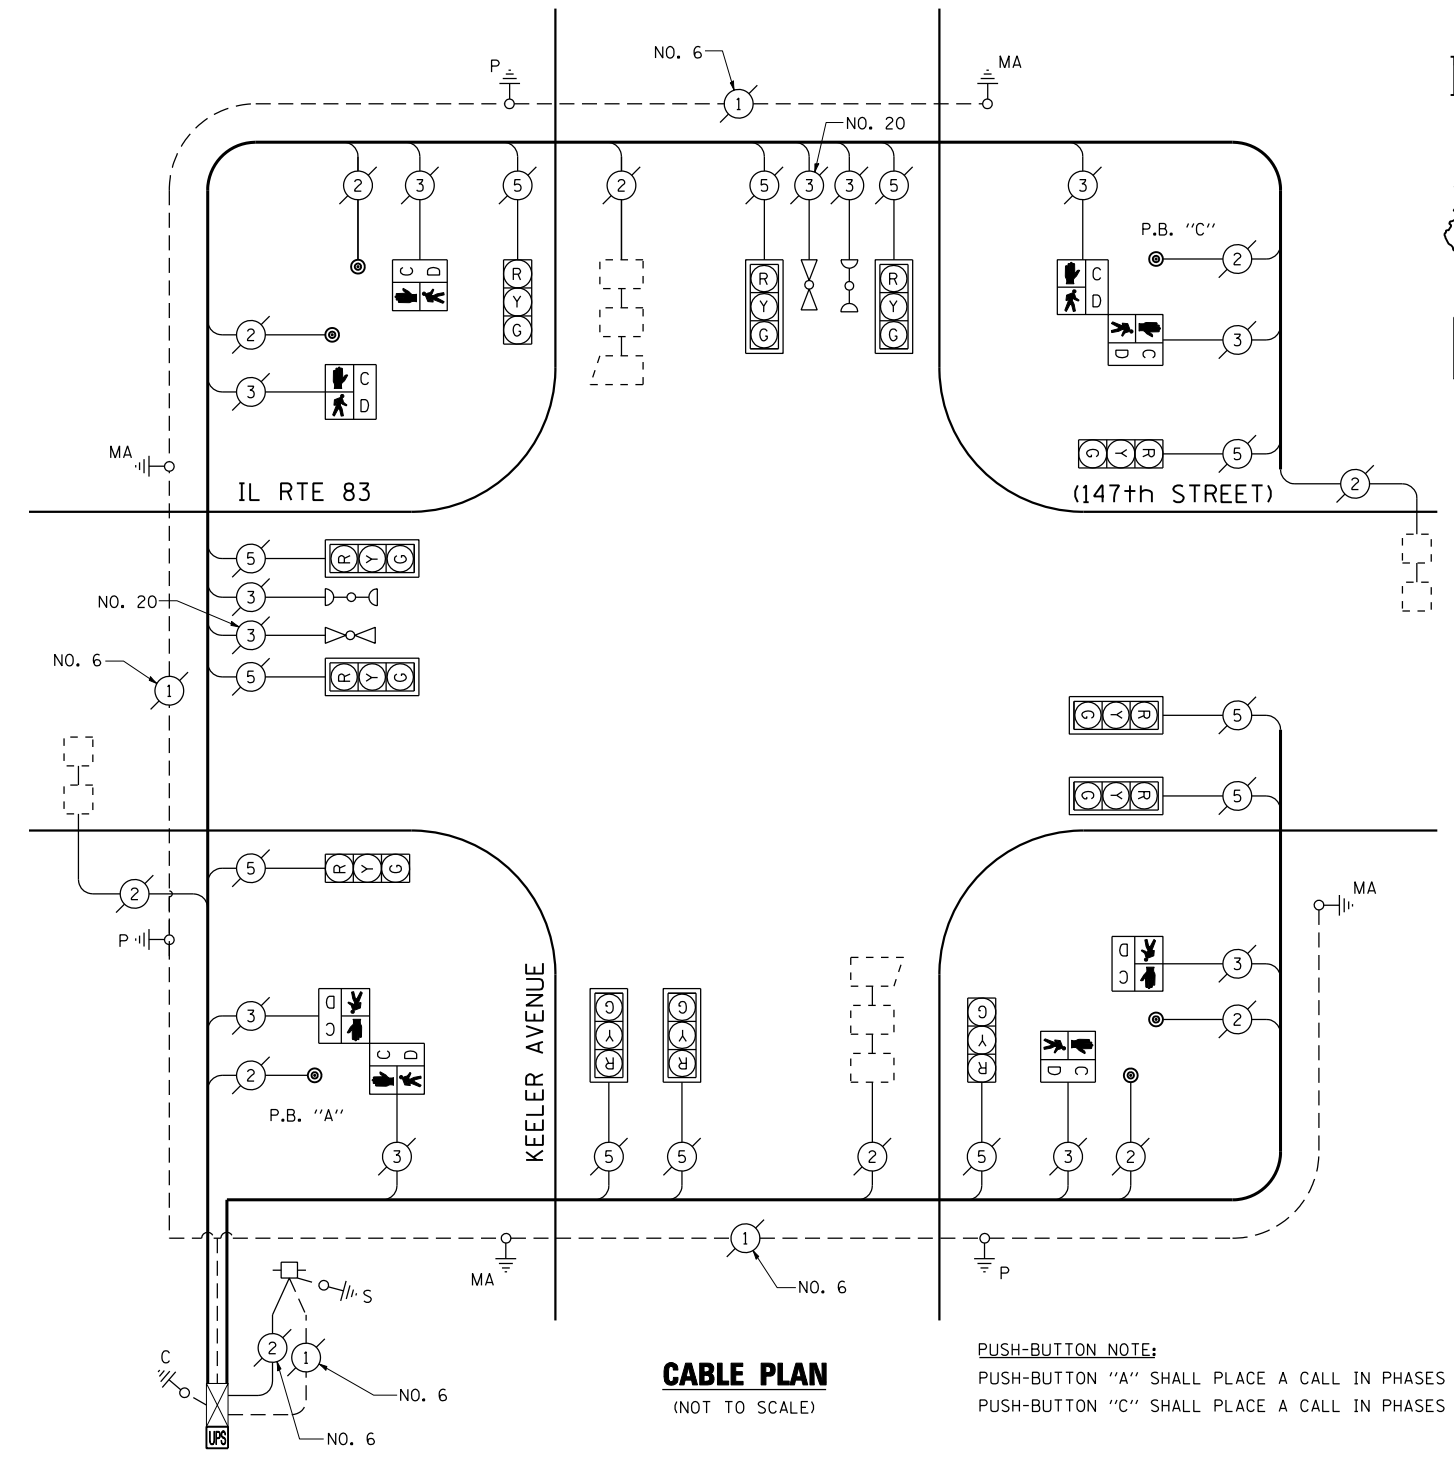 NO. 6
P
MA
1
NO. 20
2 3 5 2 5 3 3 5 3
P.B. "C"
2
C D
R Y G
R Y G
R Y G
C
D
2
3
C
D
3
D C
MA
5
G Y R
IL RTE 83
(147th STREET)
2
5
R Y G
3
NO. 20
3
NO. 6
1
5
R Y G
G Y R
5
G Y R
5
5
R Y G
2
MA
P
D
C
3
D
C
3
2
KEELER AVENUE
G Y R
G Y R
G Y R
D C
C D
2
P.B. "A"
3
5
5
2
5
3
2
1
MA
P
NO. 6
S
2
1
C
NO. 6
NO. 6
UPS
CABLE PLAN
(NOT TO SCALE)
PUSH-BUTTON NOTE:
PUSH-BUTTON "A" SHALL PLACE A CALL IN PHASES
PUSH-BUTTON "C" SHALL PLACE A CALL IN PHASES